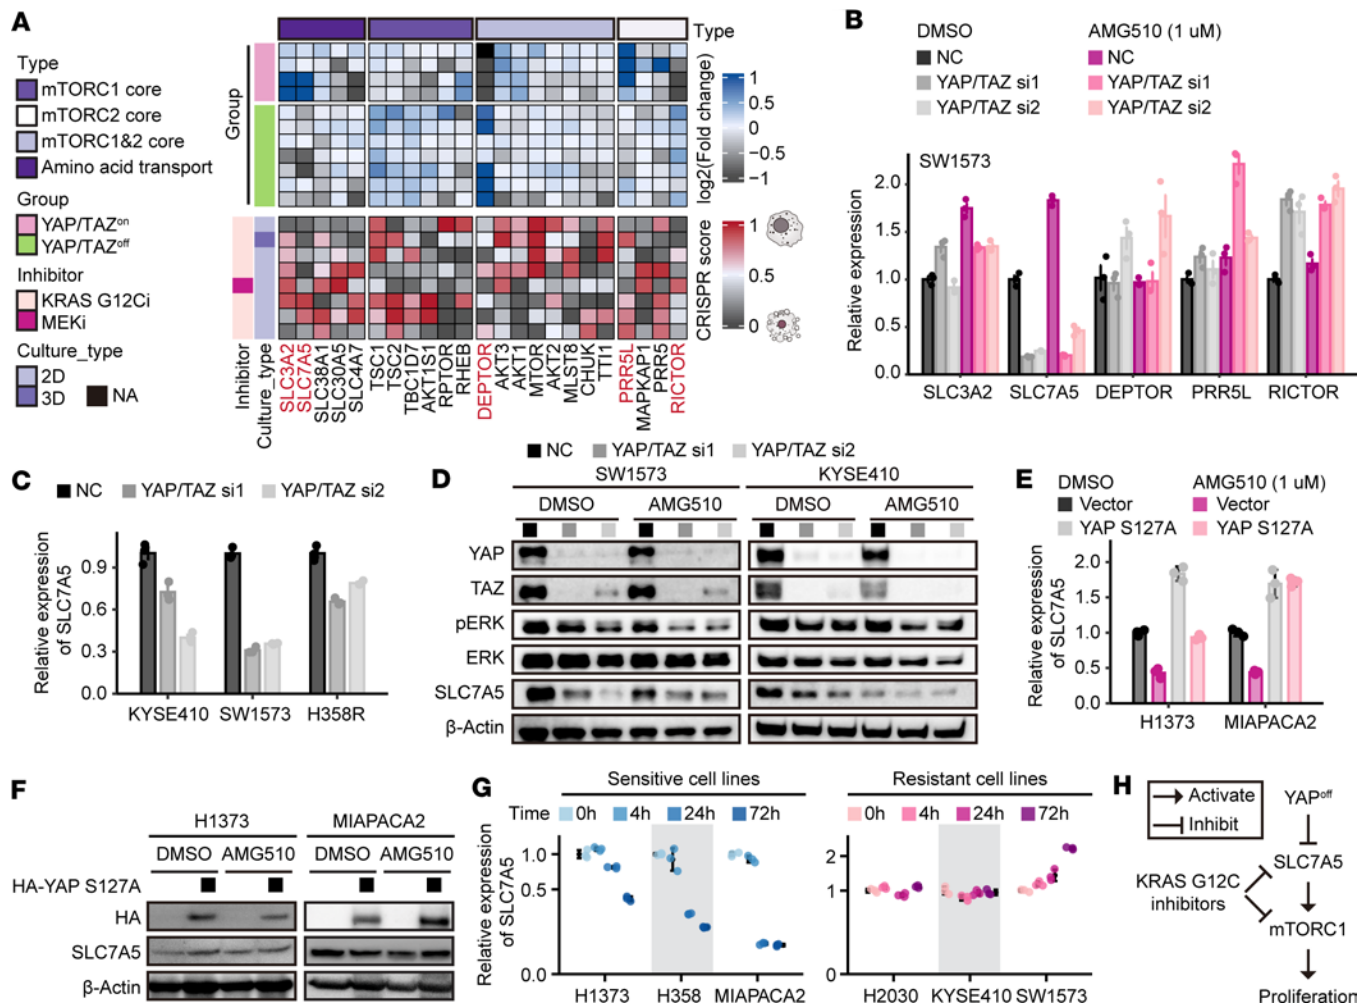 A
Type
mTORC1 core
mTORC2 core
mTORC1&2 core
Amino acid transport
Group
YAP/TAZon
YAP/TAZoff
Inhibitor
KRAS G12Ci
MEKi
Culture_type
2D
3D
NA
Group
Type
log2(Fold change)
1
0.5
0
−0.5
−1
CRISPR score
1
0.5
0
Inhibitor
Culture_type
SLC3A2
SLC7A5
SLC38A1
SLC30A5
SLC4A7
TSC1
TSC2
TBC1D7
AKT1S1
RPTOR
RHEB
DEPTOR
AKT3
AKT1
MTOR
AKT2
MLST8
CHUK
TTI1
PRR5L
MAPKAP1
PRR5
RICTOR
B
DMSO
AMG510 (1 uM)
NC
NC
YAP/TAZ si1
YAP/TAZ si1
YAP/TAZ si2
YAP/TAZ si2
SW1573
Relative expression
2.0
1.5
1.0
0.5
0
SLC3A2
SLC7A5
DEPTOR
PRR5L
RICTOR
C
NC
YAP/TAZ si1
YAP/TAZ si2
Relative expression
of SLC7A5
0.9
0.6
0.3
0.0
KYSE410
SW1573
H358R
D
NC
YAP/TAZ si1
YAP/TAZ si2
SW1573
KYSE410
DMSO
AMG510
DMSO
AMG510
YAP
TAZ
pERK
ERK
SLC7A5
β-Actin
E
DMSO
AMG510 (1 uM)
Vector
Vector
YAP S127A
YAP S127A
Relative expression
of SLC7A5
2.0
1.5
1.0
0.5
0.0
H1373
MIAPACA2
F
H1373
MIAPACA2
DMSO
AMG510
DMSO
AMG510
HA-YAP S127A
HA
SLC7A5
β-Actin
G
Sensitive cell lines
Resistant cell lines
Time
0h
4h
24h
72h
0h
4h
24h
72h
Relative expression
of SLC7A5
1.0
0.5
0.0
H1373
H358
MIAPACA2
2
1
0
H2030
KYSE410
SW1573
H
Activate
Inhibit
YAPoff
SLC7A5
KRAS G12C
inhibitors
mTORC1
Proliferation